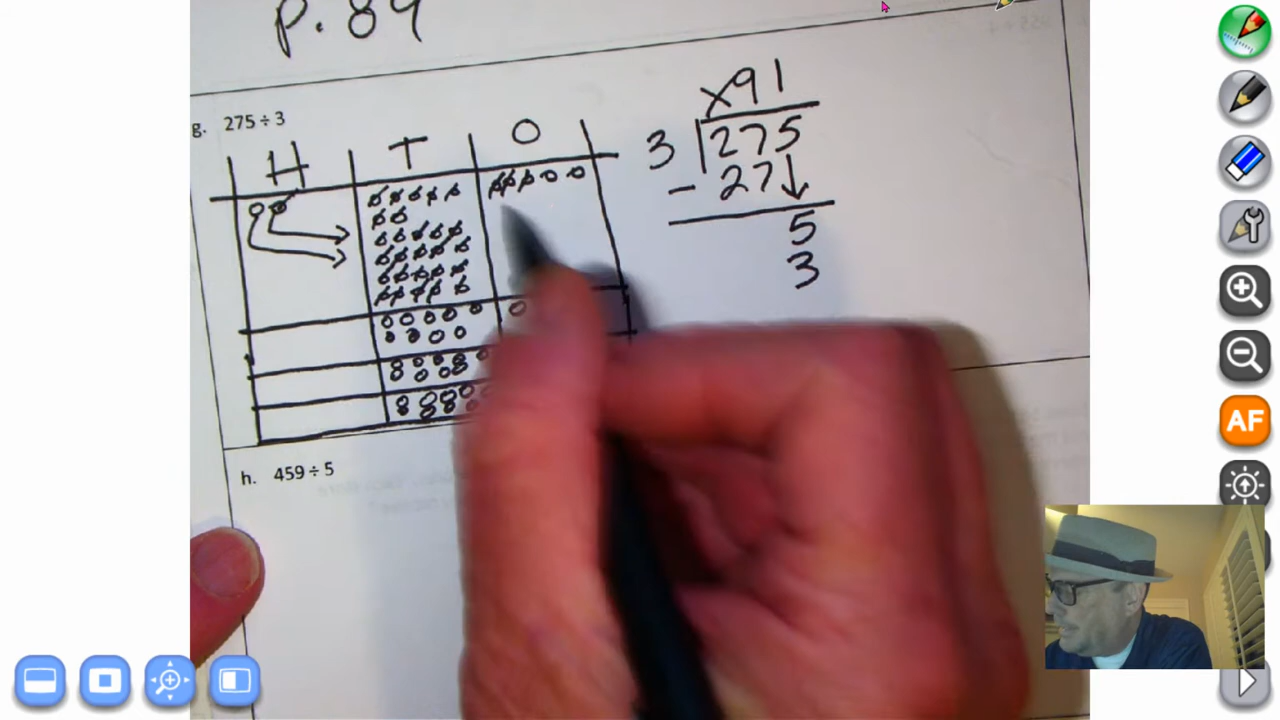 p. 89
g. 275 ÷ 3
H T O
x91
3 275
- 27
5
3
h. 459 ÷ 5
AF